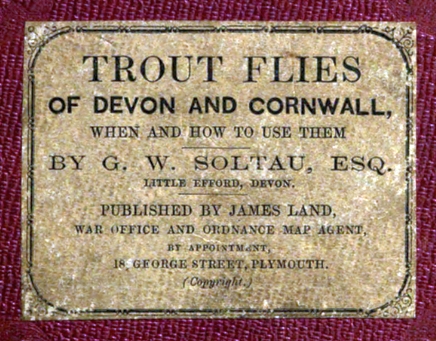 TROUT FLIES
OF DEVON AND CORNWALL,
WHEN AND HOW TO USE THEM
BY G. W. SOLTAU, ESQ.
LITTLE EFFORD, DEVON.
PUBLISHED BY JAMES LAND,
WAR OFFICE AND ORDNANCE MAP AGENT,
BY APPOINTMENT,
18, GEORGE STREET, PLYMOUTH.
(Copyright.)